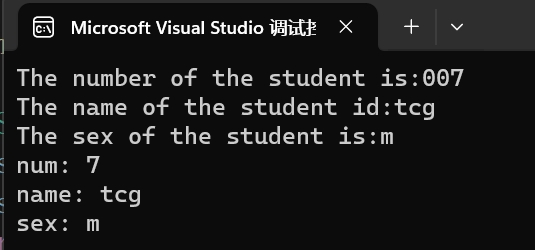 Microsoft Visual Studio 调试
The number of the student is:007
The name of the student id:tcg
The sex of the student is:m
num: 7
name: tcg
sex: m